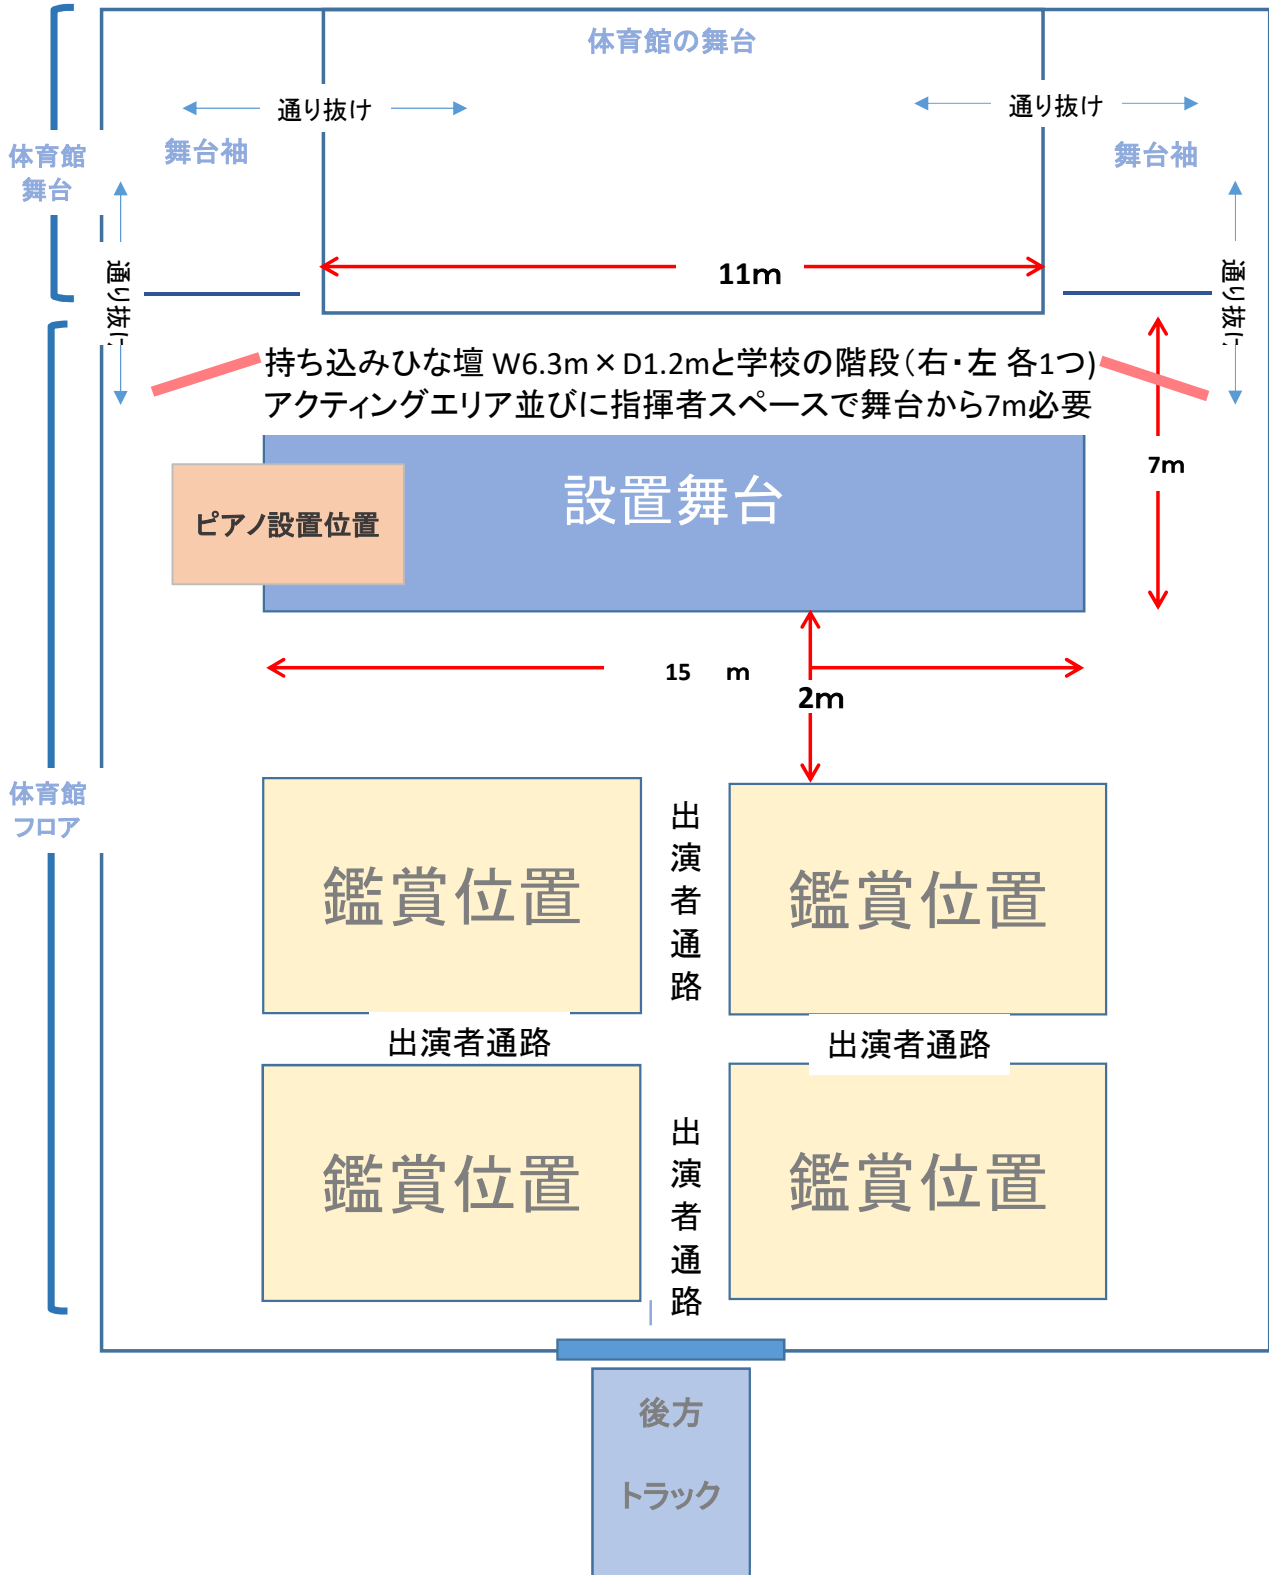 体育館の舞台
通り抜け
通り抜け
体育館
舞台
舞台袖
舞台袖
通り抜け
通り抜け
11m
持ち込みひな壇 W6.3m×D1.2mと学校の階段(右・左 各1つ)
アクティングエリア並びに指揮者スペースで舞台から7m必要
7m
設置舞台
ピアノ設置位置
15 m
2m
体育館
フロア
鑑賞位置
出演者通路
鑑賞位置
出演者通路
出演者通路
鑑賞位置
出演者通路
鑑賞位置
後方
トラック